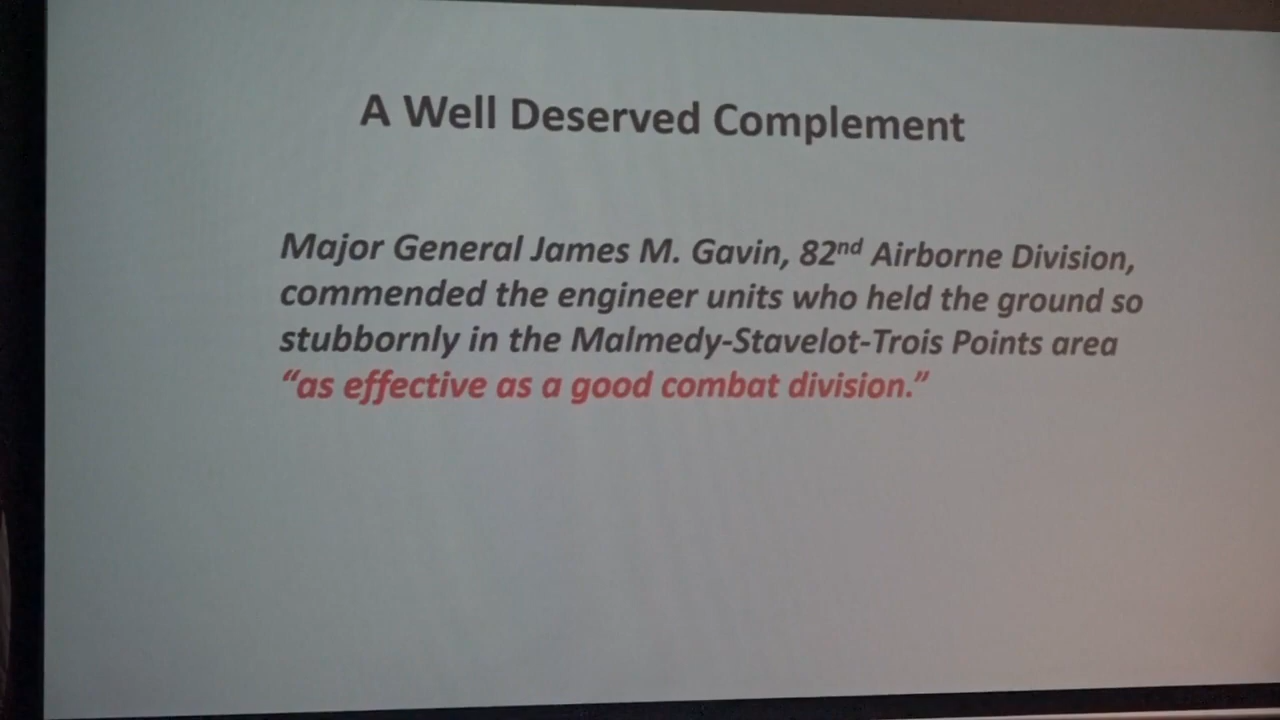 A Well Deserved Complement
Major General James M. Gavin, 82nd Airborne Division,
commended the engineer units who held the ground so
stubbornly in the Malmedy-Stavelot-Trois Points area
“as effective as a good combat division.”